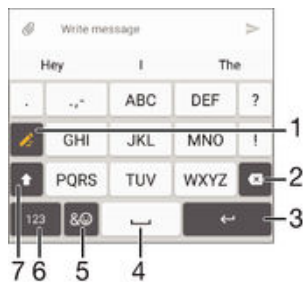 Write message
Hey I The
. .,- ABC DEF ?
1
GHI JKL MNO !
PQRS TUV WXYZ 2
123 &☺ 3
7 6 5 4